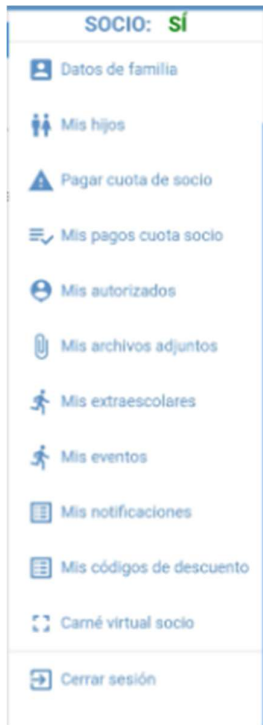 SOCIO: SÍ
Datos de familia
Mis hijos
Pagar cuota de socio
Mis pagos cuota socio
Mis autorizados
Mis archivos adjuntos
Mis extraescolares
Mis eventos
Mis notificaciones
Mis códigos de descuento
Carné virtual socio
Cerrar sesión